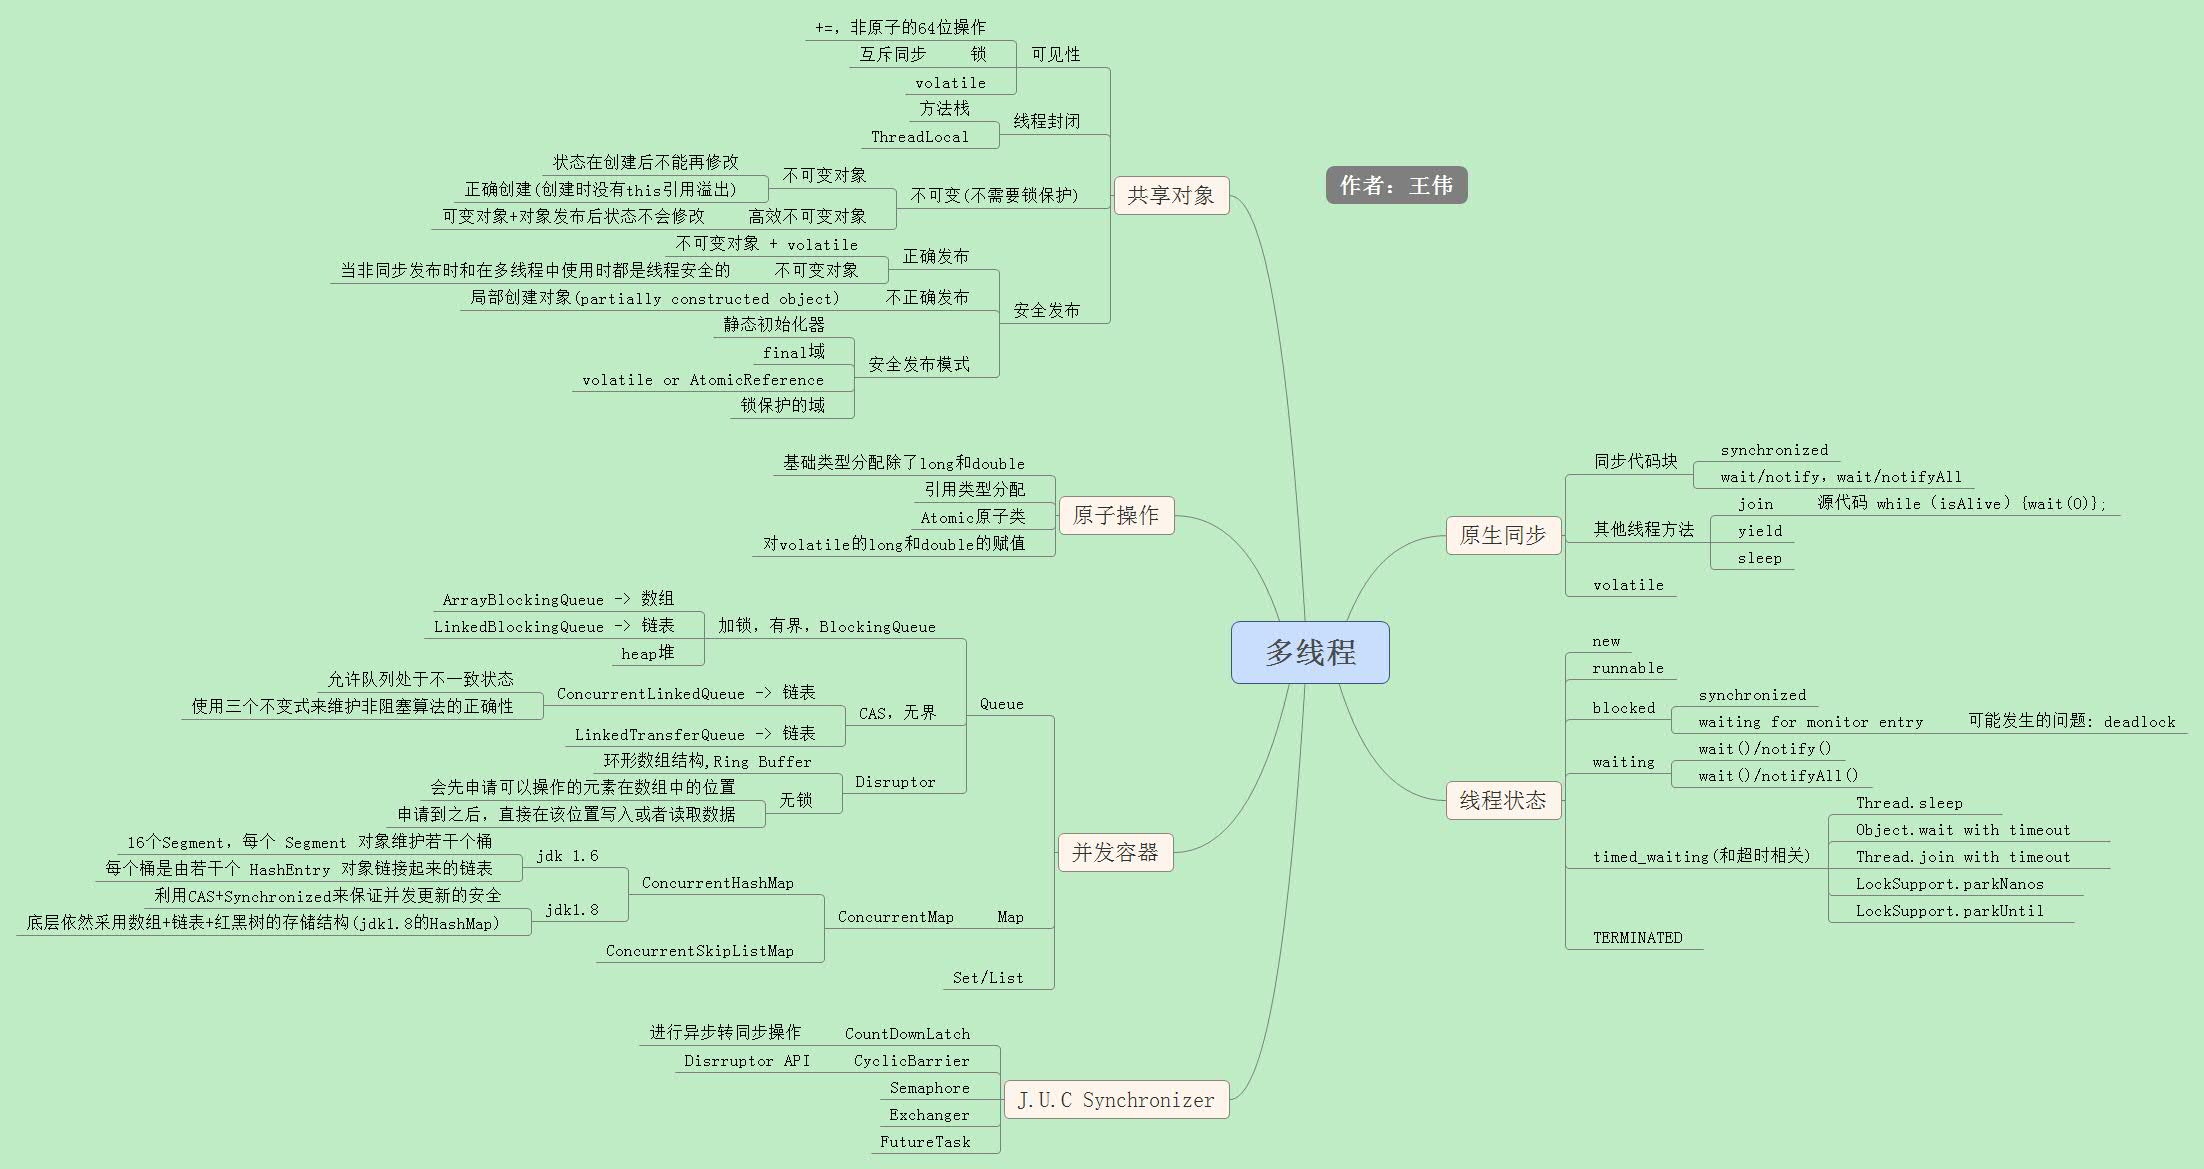 多线程
作者：王伟
共享对象
可见性
+=，非原子的64位操作
锁
互斥同步
volatile
线程封闭
方法栈
ThreadLocal
不可变(不需要锁保护)
不可变对象
状态在创建后不能再修改
正确创建(创建时没有this引用溢出)
高效不可变对象
可变对象+对象发布后状态不会修改
安全发布
正确发布
不可变对象 + volatile
不可变对象
当非同步发布时和在多线程中使用时都是线程安全的
不正确发布
局部创建对象(partially constructed object)
安全发布模式
静态初始化器
final域
volatile or AtomicReference
锁保护的域
原子操作
基础类型分配除了long和double
引用类型分配
Atomic原子类
对volatile的long和double的赋值
并发容器
Queue
加锁，有界，BlockingQueue
ArrayBlockingQueue -> 数组
LinkedBlockingQueue -> 链表
heap堆
CAS，无界
ConcurrentLinkedQueue -> 链表
允许队列处于不一致状态
使用三个不变式来维护非阻塞算法的正确性
LinkedTransferQueue -> 链表
Disruptor
环形数组结构,Ring Buffer
无锁
会先申请可以操作的元素在数组中的位置
申请到之后，直接在该位置写入或者读取数据
Map
ConcurrentMap
ConcurrentHashMap
jdk 1.6
16个Segment，每个 Segment 对象维护若干个桶
每个桶是由若干个 HashEntry 对象链接起来的链表
jdk1.8
利用CAS+Synchronized来保证并发更新的安全
底层依然采用数组+链表+红黑树的存储结构(jdk1.8的HashMap)
ConcurrentSkipListMap
Set/List
J.U.C Synchronizer
CountDownLatch
进行异步转同步操作
CyclicBarrier
Disrruptor API
Semaphore
Exchanger
FutureTask
原生同步
同步代码块
synchronized
wait/notify，wait/notifyAll
其他线程方法
join
源代码 while（isAlive）{wait(0)};
yield
sleep
volatile
线程状态
new
runnable
blocked
synchronized
waiting for monitor entry
可能发生的问题：deadlock
waiting
wait()/notify()
wait()/notifyAll()
timed_waiting(和超时相关)
Thread.sleep
Object.wait with timeout
Thread.join with timeout
LockSupport.parkNanos
LockSupport.parkUntil
TERMINATED